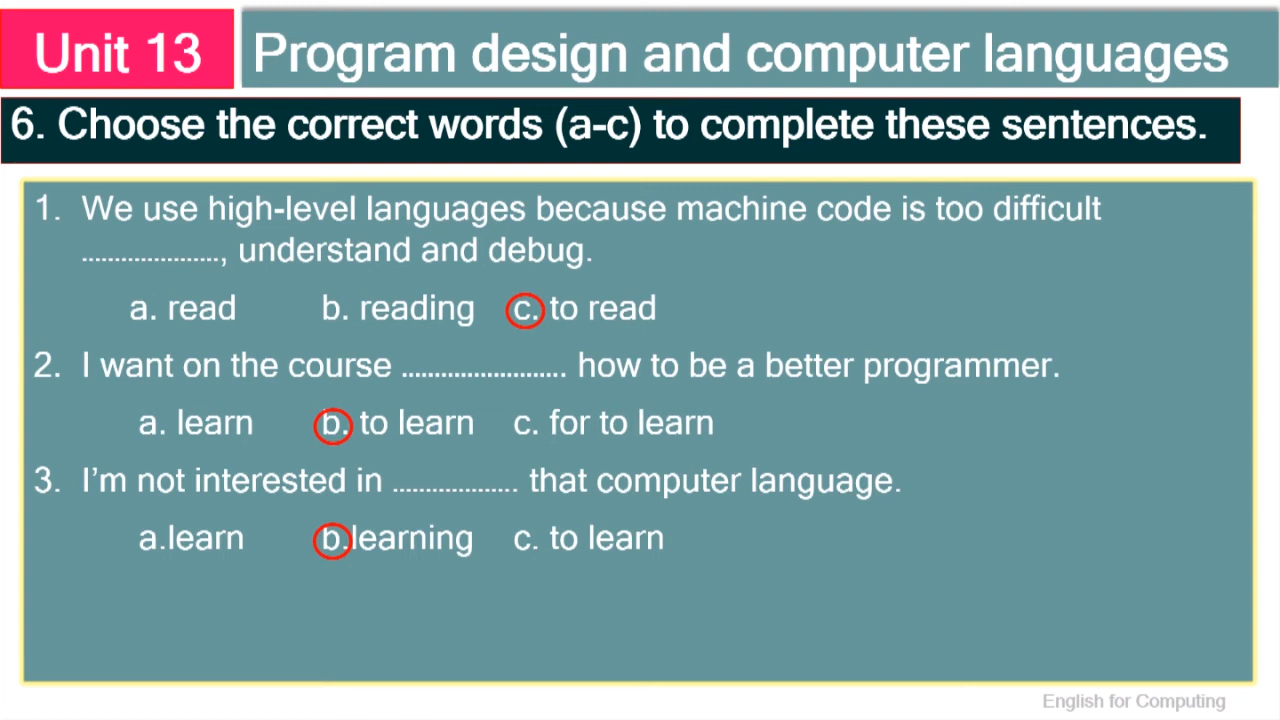 Unit 13 Program design and computer languages
6. Choose the correct words (a-c) to complete these sentences.
1. We use high-level languages because machine code is too difficult
....................., understand and debug.
a. read b. reading c. to read
2. I want on the course ......................... how to be a better programmer.
a. learn b. to learn c. for to learn
3. I’m not interested in ................... that computer language.
a.learn b.learning c. to learn
English for Computing